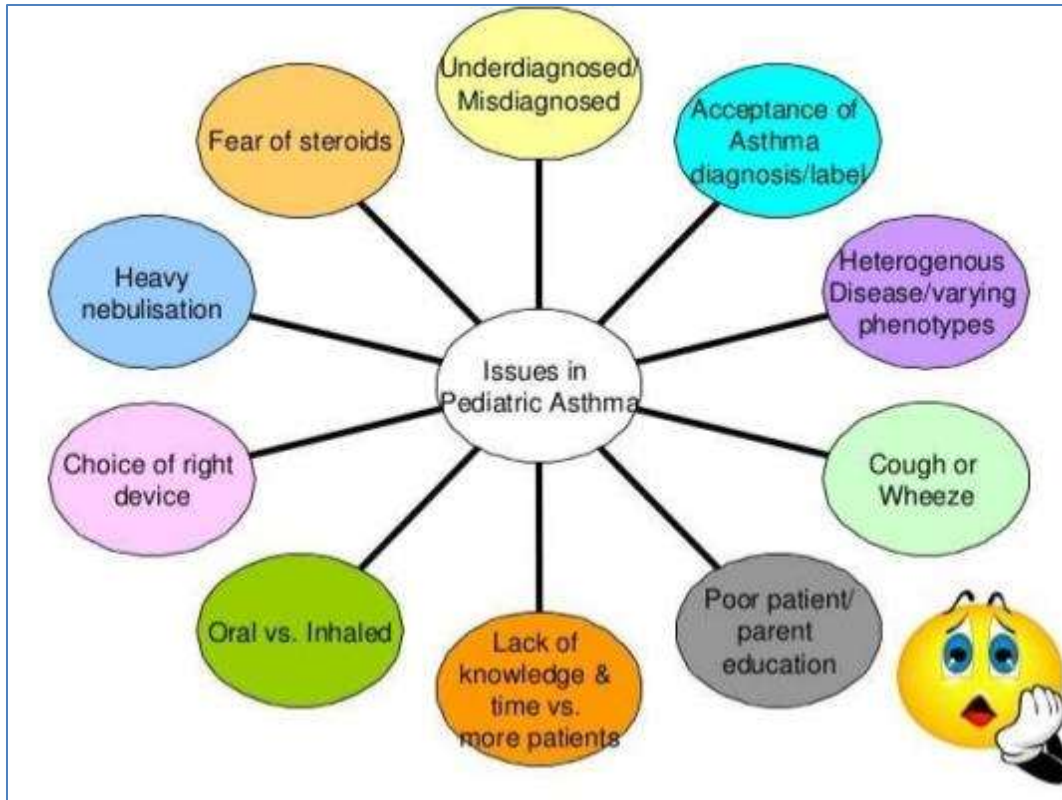 Underdiagnosed/
Misdiagnosed
Acceptance of
Asthma
diagnosis/label
Heterogenous
Disease/varying
phenotypes
Cough or
Wheeze
Poor patient/
parent
education
Lack of
knowledge &
time vs.
more patients
Oral vs. Inhaled
Choice of right
device
Heavy
nebulisation
Fear of steroids
Issues in
Pediatric Asthma